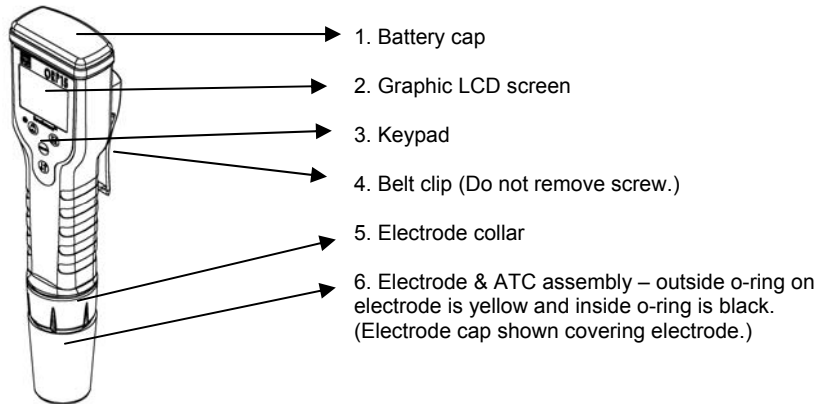 1. Battery cap
ORP15
2. Graphic LCD screen
3. Keypad
4. Belt clip (Do not remove screw.)
5. Electrode collar
6. Electrode & ATC assembly – outside o-ring on
electrode is yellow and inside o-ring is black.
(Electrode cap shown covering electrode.)